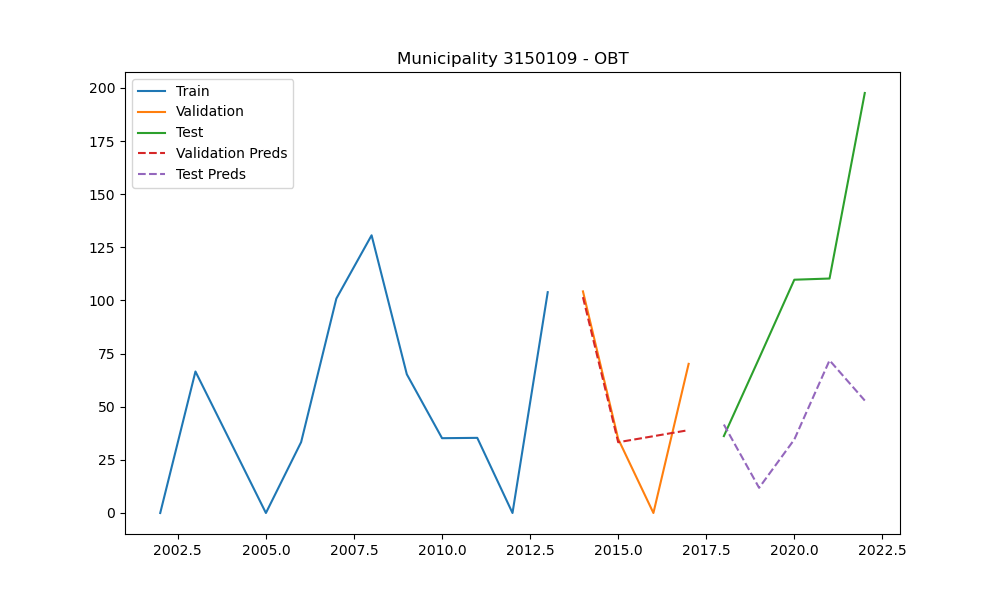 Municipality 3150109 - OBT
200
175
150
125
100
75
50
25
0
Train
Validation
Test
Validation Preds
Test Preds
2002.5 2005.0 2007.5 2010.0 2012.5 2015.0 2017.5 2020.0 2022.5